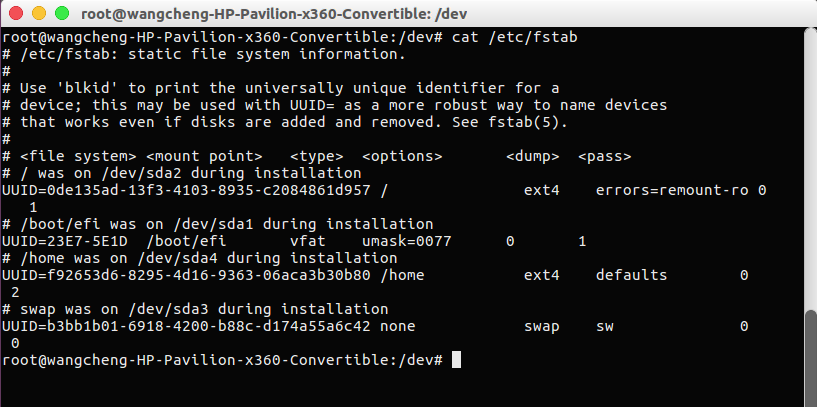 root@wangcheng-HP-Pavilion-x360-Convertible: /dev
root@wangcheng-HP-Pavilion-x360-Convertible:/dev# cat /etc/fstab
# /etc/fstab: static file system information.
#
# Use 'blkid' to print the universally unique identifier for a
# device; this may be used with UUID= as a more robust way to name devices
# that works even if disks are added and removed. See fstab(5).
#
# <file system> <mount point>   <type>  <options>       <dump>  <pass>
# / was on /dev/sda2 during installation
UUID=0de135ad-13f3-4103-8935-c2084861d957 /               ext4    errors=remount-ro 0
   1
# /boot/efi was on /dev/sda1 during installation
UUID=23E7-5E1D  /boot/efi       vfat    umask=0077      0       1
# /home was on /dev/sda4 during installation
UUID=f92653d6-8295-4d16-9363-06aca3b30b80 /home           ext4    defaults        0
 2
# swap was on /dev/sda3 during installation
UUID=b3bb1b01-6918-4200-b88c-d174a55a6c42 none            swap    sw              0
 0
root@wangcheng-HP-Pavilion-x360-Convertible:/dev#